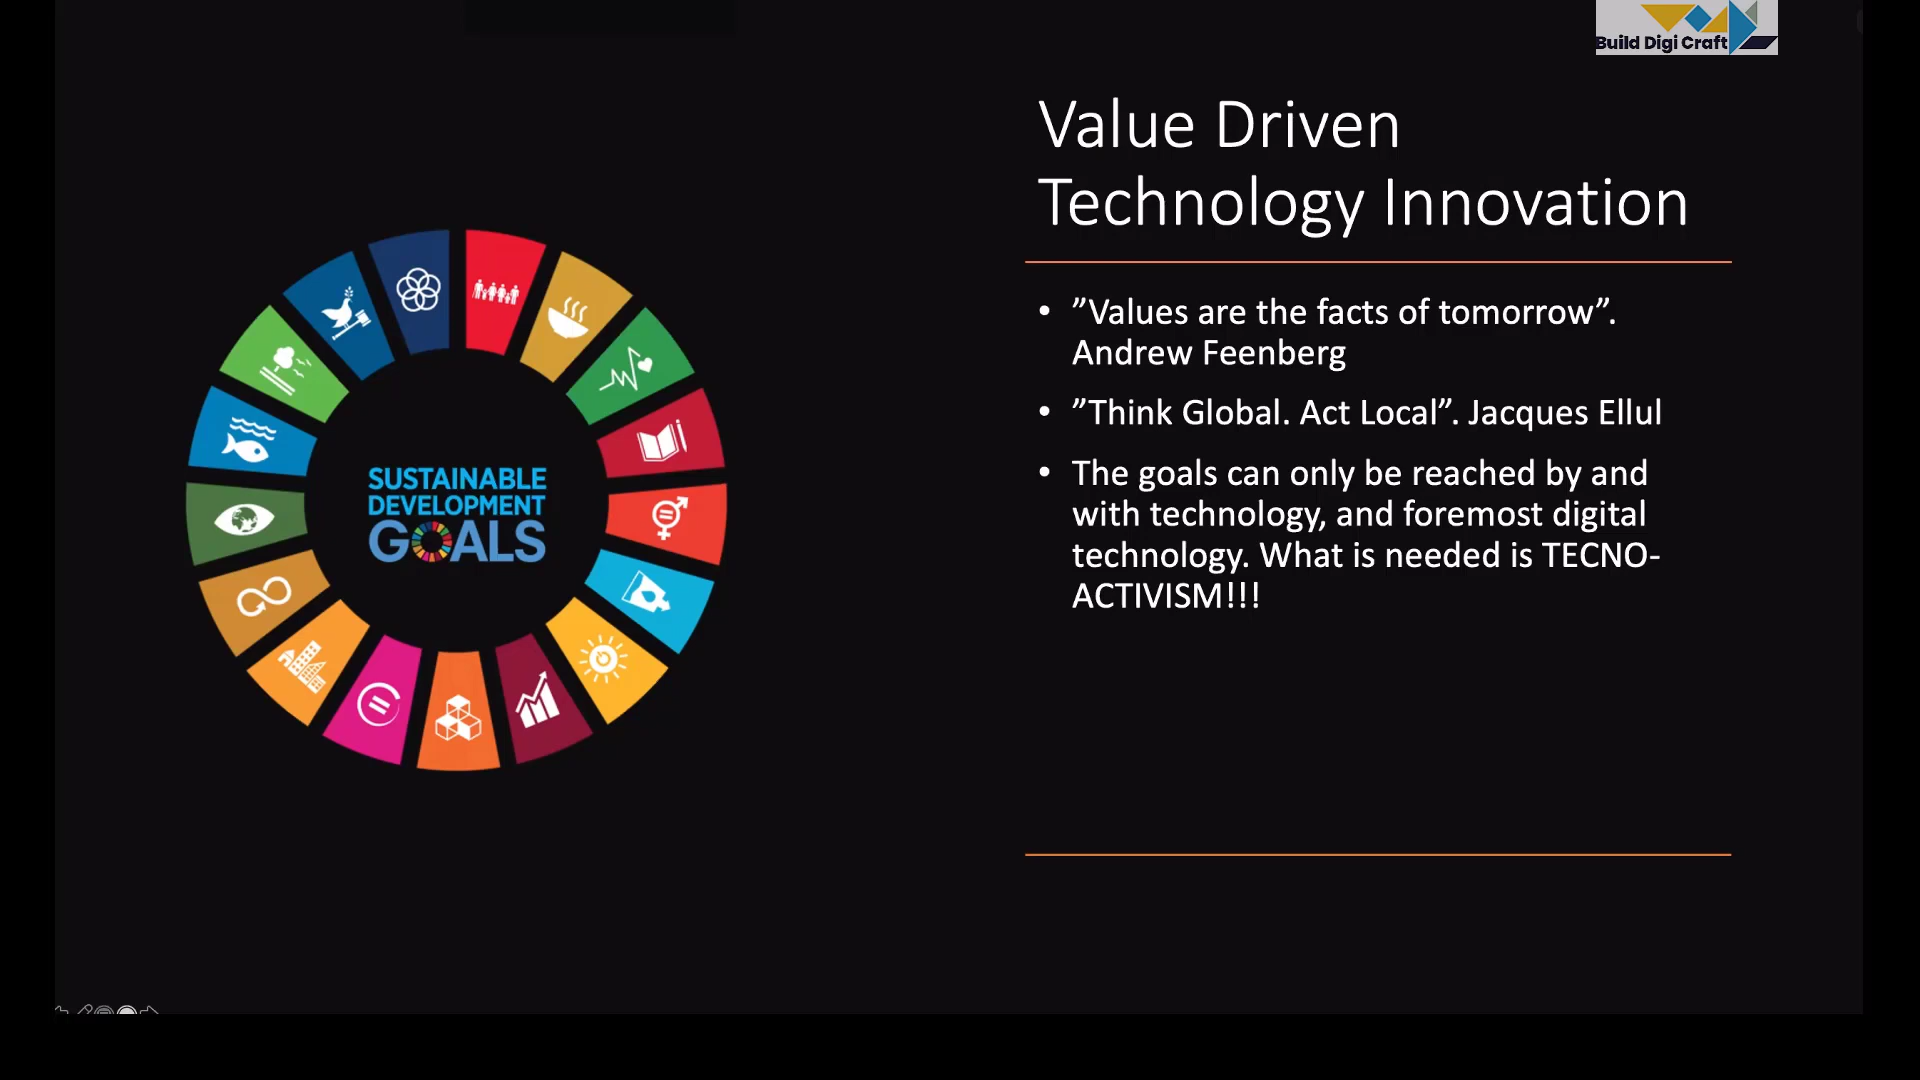 Build Digi Craft
Value Driven
Technology Innovation
• ”Values are the facts of tomorrow”.
Andrew Feenberg
• ”Think Global. Act Local”. Jacques Ellul
• The goals can only be reached by and
with technology, and foremost digital
technology. What is needed is TECNO-
ACTIVISM!!!
SUSTAINABLE
DEVELOPMENT
GOALS